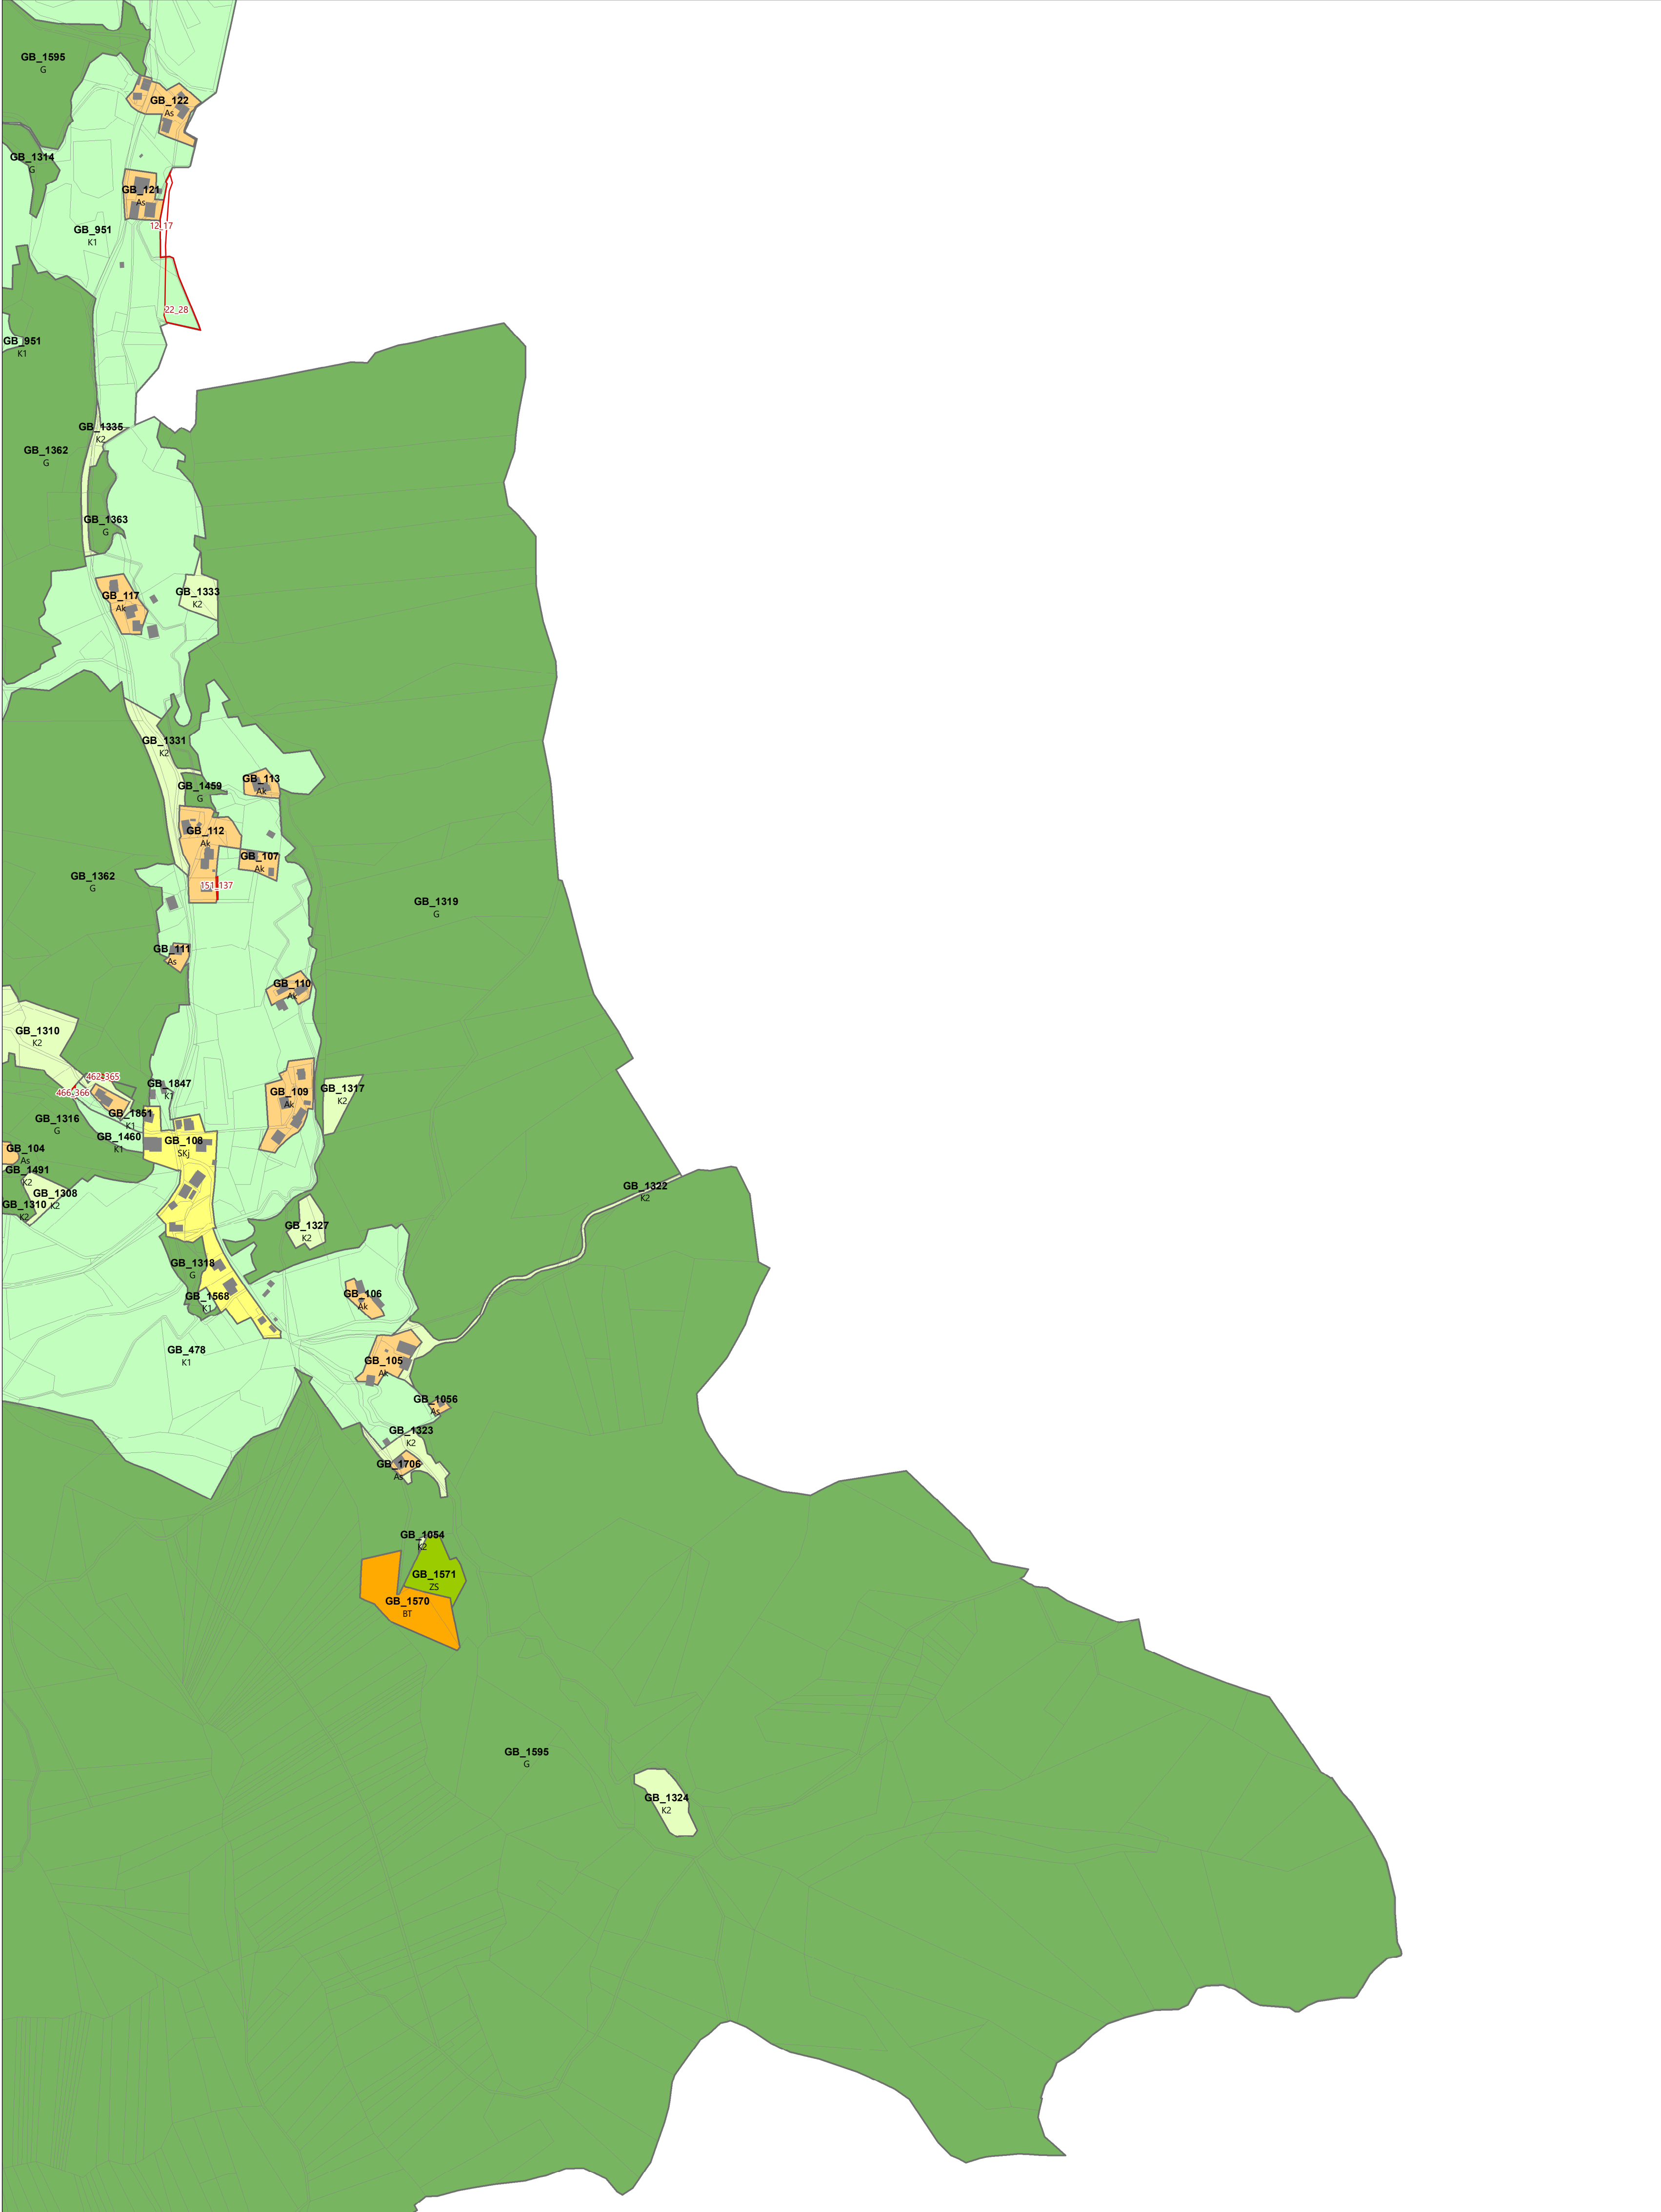 GB_1595
G
GB_122
As
GB_1314
G
GB_121
As
12_17
GB_951
K1
22_28
GB_951
K1
GB_1335
K2
GB_1362
G
GB_1363
G
GB_117
Ak
GB_1333
K2
GB_1331
K2
GB_113
Ak
GB_1459
G
GB_112
Ak
GB_107
Ak
GB_1362
G
151_137
GB_1319
G
GB_111
As
GB_110
Ak
GB_1310
K2
462_365
466_366
GB_1847
K1
GB_109
Ak
GB_1317
K2
GB_1851
K1
GB_1316
G
GB_1460
K1
GB_108
SKj
GB_104
As
GB_1491
K2
GB_1308
K2
GB_1310
K2
GB_1322
K2
GB_1327
K2
GB_1318
G
GB_1568
K1
GB_106
Ak
GB_478
K1
GB_105
Ak
GB_1056
As
GB_1323
K2
GB_1706
As
GB_1054
K2
GB_1571
ZS
GB_1570
BT
GB_1595
G
GB_1324
K2